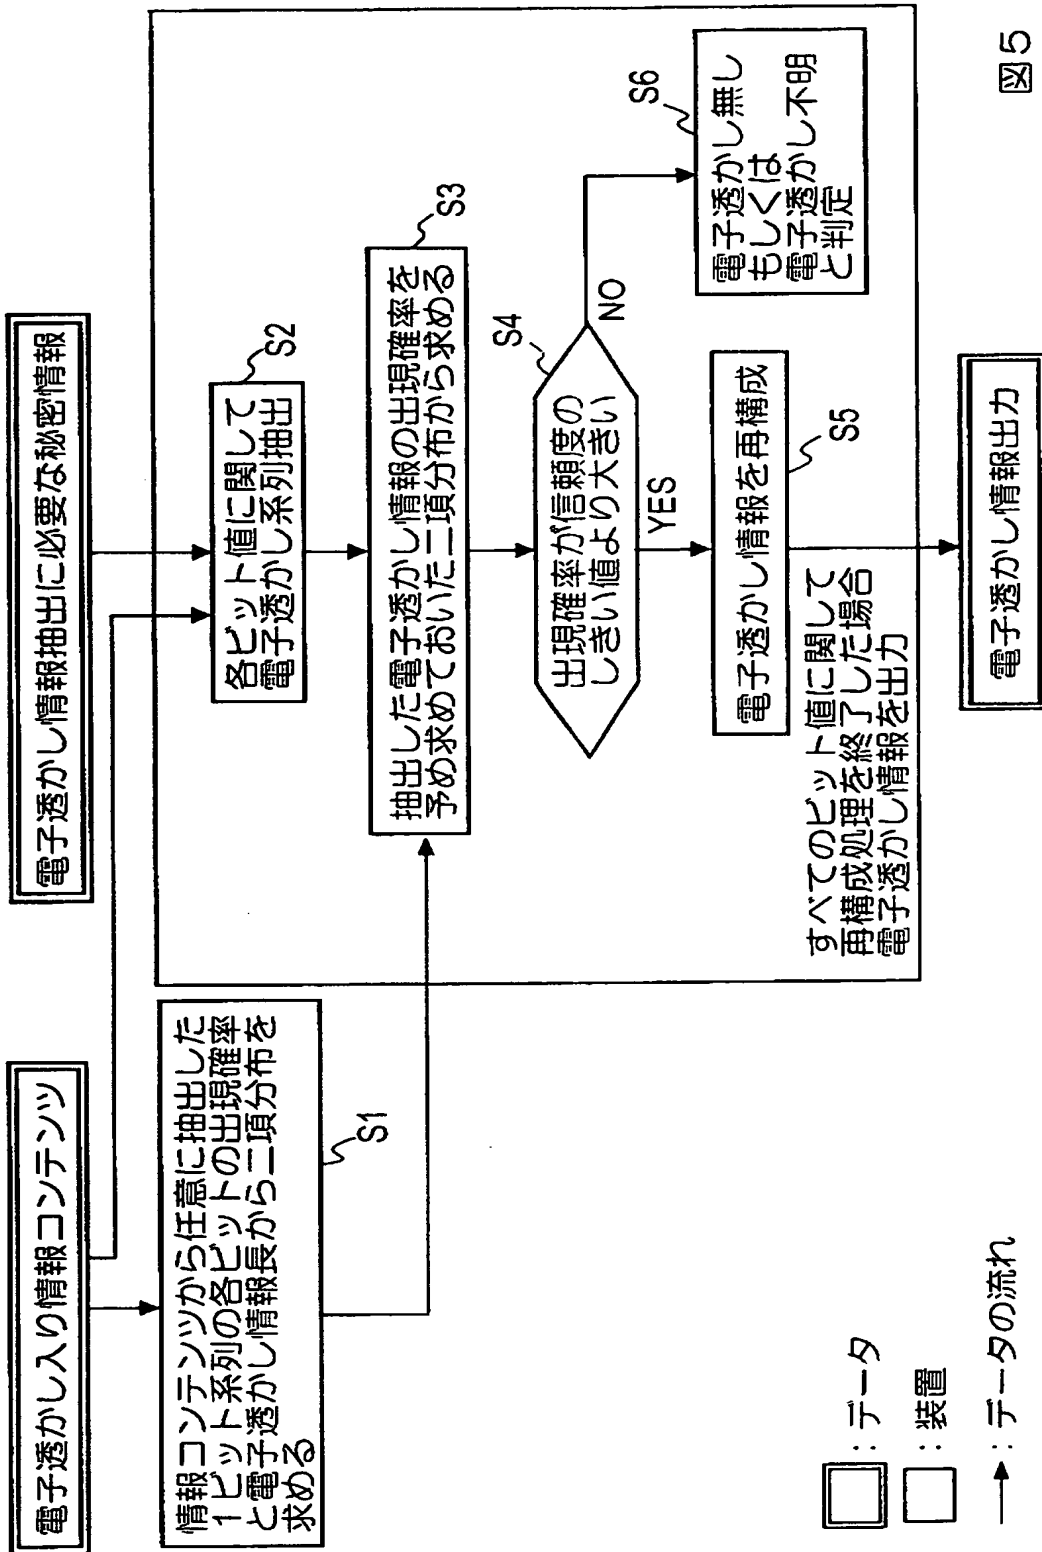 電子透かし入り情報コンテンツ
電子透かし情報抽出に必要な秘密情報
情報コンテンツから任意に抽出した
1ビット系列の各ビットの出現確率
と電子透かし情報長から二項分布を
求める
S1
各ビット値に関して
電子透かし系列抽出
S2
抽出した電子透かし情報の出現確率を
予め求めておいた二項分布から求める
S3
出現確率が信頼度の
しきい値より大きい
S4
NO
YES
電子透かし無し
もしくは
電子透かし不明
と判定
S6
電子透かし情報を再構成
S5
すべてのビット値に関して
再構成処理を終了した場合
電子透かし情報を出力
電子透かし情報出力
：データ
：装置
：データの流れ
図5